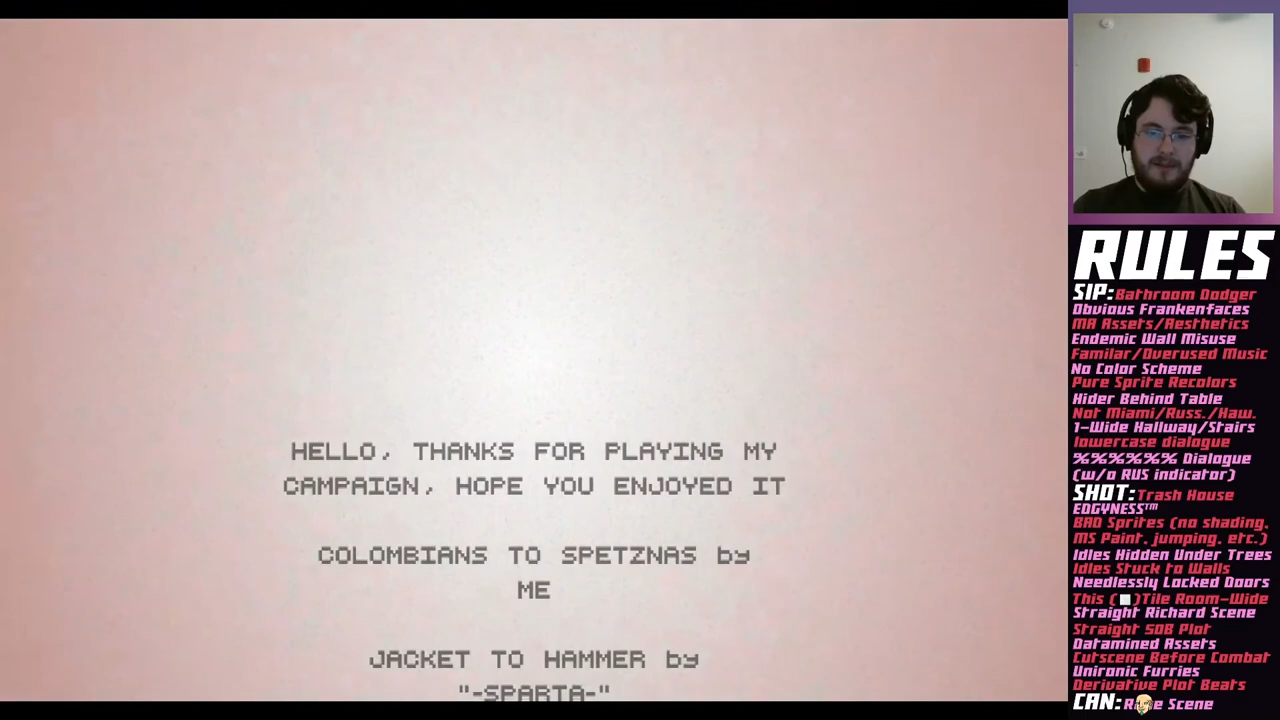 HELLO, THANKS FOR PLAYING MY
CAMPAIGN, HOPE YOU ENJOYED IT
COLOMBIANS TO SPETZNAS by
ME
JACKET TO HAMMER by
"-SPARTA-"
RULES
SIP: Bathroom Dodger
Obvious Frankenfaces
MA Assets/Aesthetics
Endemic Wall Misuse
Familar/Overused Music
No Color Scheme
Pure Sprite Recolors
Hider Behind Table
Not Miami/Russ./Haw.
1-Wide Hallway/Stairs
lowercase dialogue
%%%%%% Dialogue
(w/o RUS indicator)
SHOT: Trash House
EDGYNESS™
BAD Sprites (no shading,
MS Paint, jumping, etc.)
Idles Hidden Under Trees
Idles Stuck to Walls
Needlessly Locked Doors
This ( )Tile Room-Wide
Straight Richard Scene
Straight SOB Plot
Datamined Assets
Cutscene Before Combat
Unironic Furries
Derivative Plot Beats
CAN: Scene